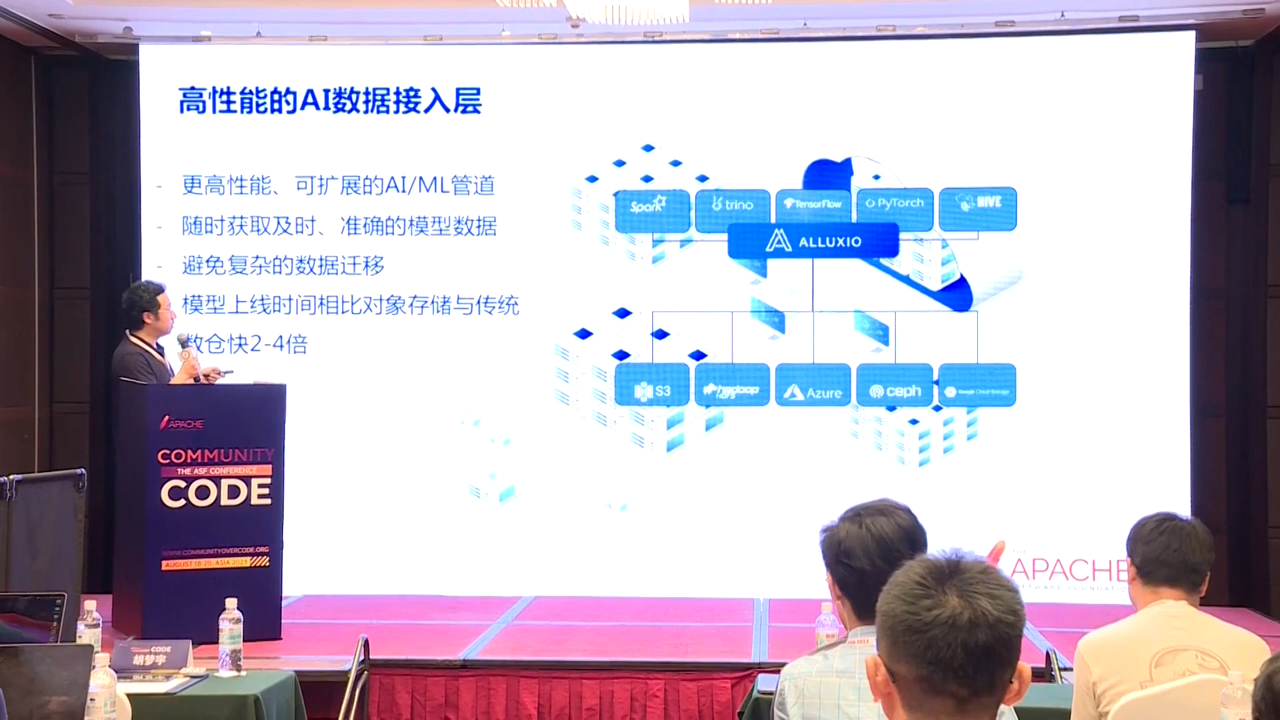 高性能的AI数据接入层
- 更高性能、可扩展的AI/ML管道
- 随时获取及时、准确的模型数据
- 避免复杂的数据迁移
模型上线时间相比对象存储与传统
数仓快2-4倍
Spark
trino
TensorFlow
PyTorch
HIVE
ALLUXIO
S3
hadoop
Azure
ceph
Google Cloud Storage
APACHE
COMMUNITY
THE ASF CONFERENCE
CODE
WWW.COMMUNITYOVERCODE.ORG
AUGUST 18-20, ASIA 2023
APACHE
CODE
胡梦宇